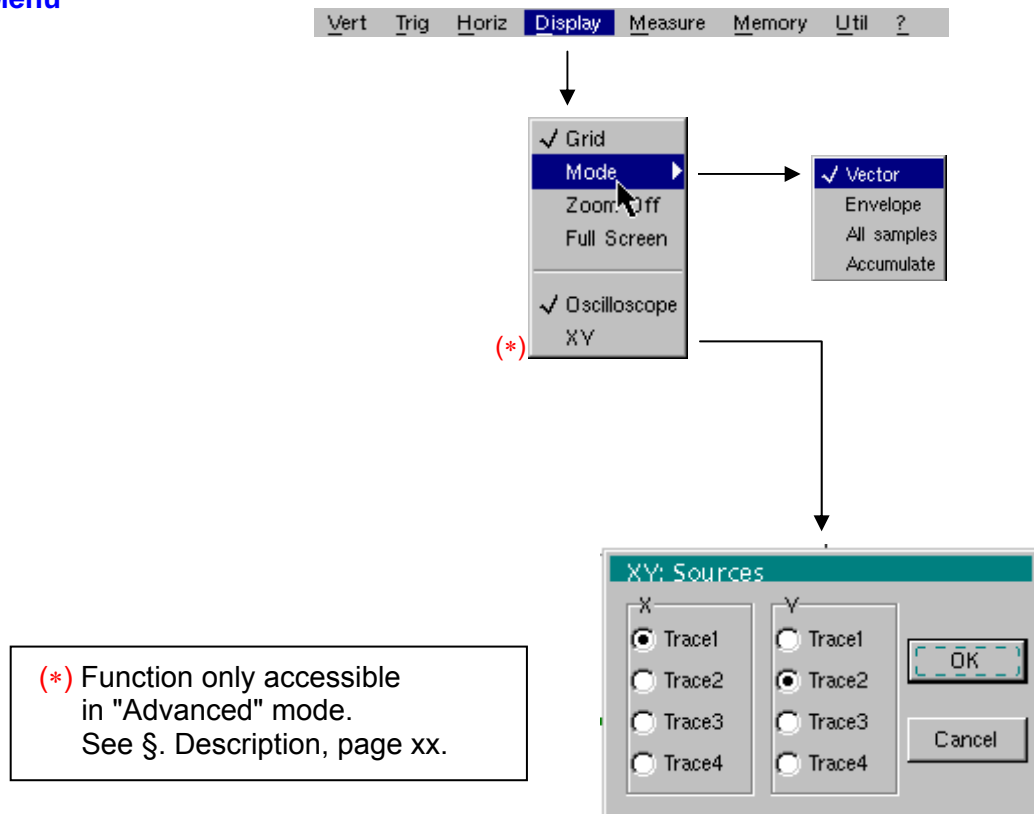 Menu
Vert Trig Horiz Display Measure Memory Util ?
✓ Grid
Mode
Zoom Off
Full Screen
✓ Oscilloscope
(*) XY
✓ Vector
Envelope
All samples
Accumulate
XY: Sources
X
Trace1
Trace2
Trace3
Trace4
Y
Trace1
Trace2
Trace3
Trace4
OK
Cancel
(*) Function only accessible
in "Advanced" mode.
See §. Description, page xx.